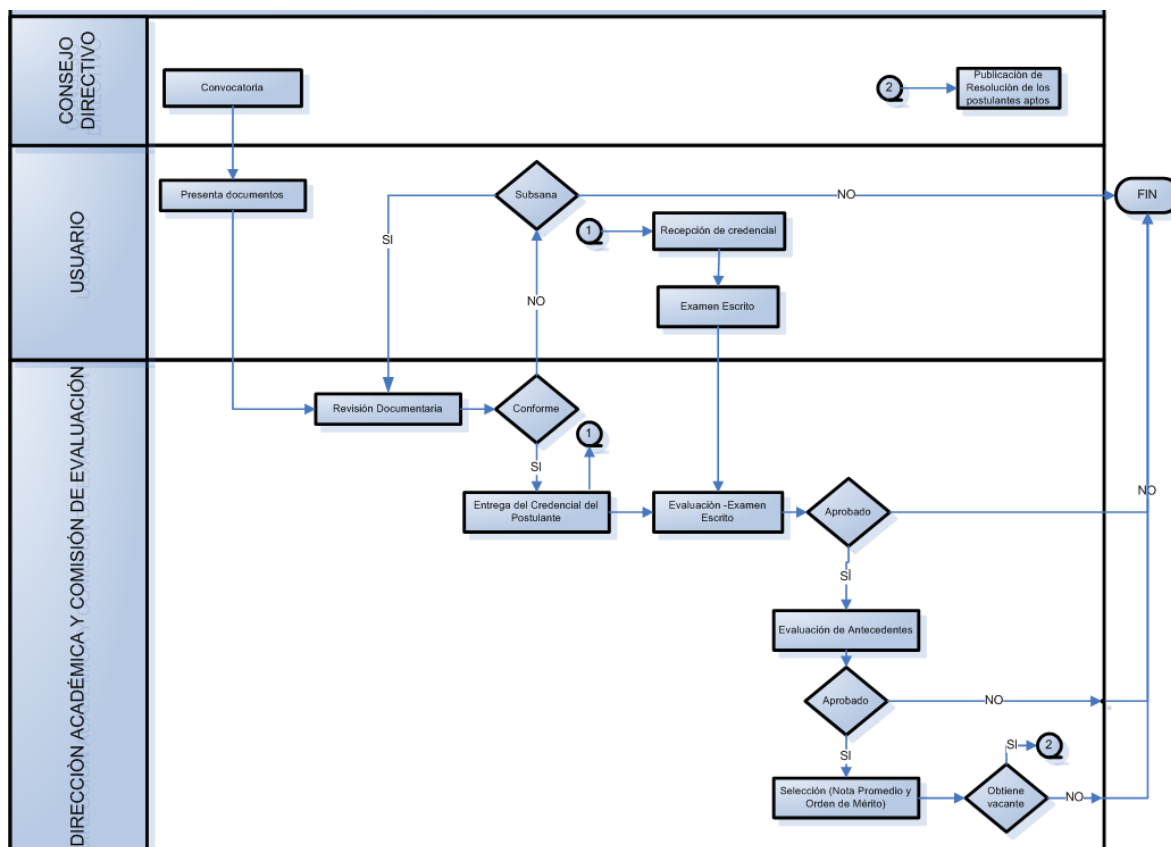 CONSEJO
DIRECTIVO
Convocatoria
2
Publicación de
Resolución de los
postulantes aptos
USUARIO
Presenta documentos
Subsana
NO
FIN
SI
1
Recepción de credencial
NO
Examen Escrito
DIRECCIÓN ACADÉMICA Y COMISIÓN DE EVALUACIÓN
Revisión Documentaria
Conforme
1
SI
NO
Entrega del Credencial del
Postulante
Evaluación -Examen
Escrito
Aprobado
SI
Evaluación de Antecedentes
Aprobado
NO
SI
SI
2
Selección (Nota Promedio y
Orden de Mérito)
Obtiene
vacante
NO